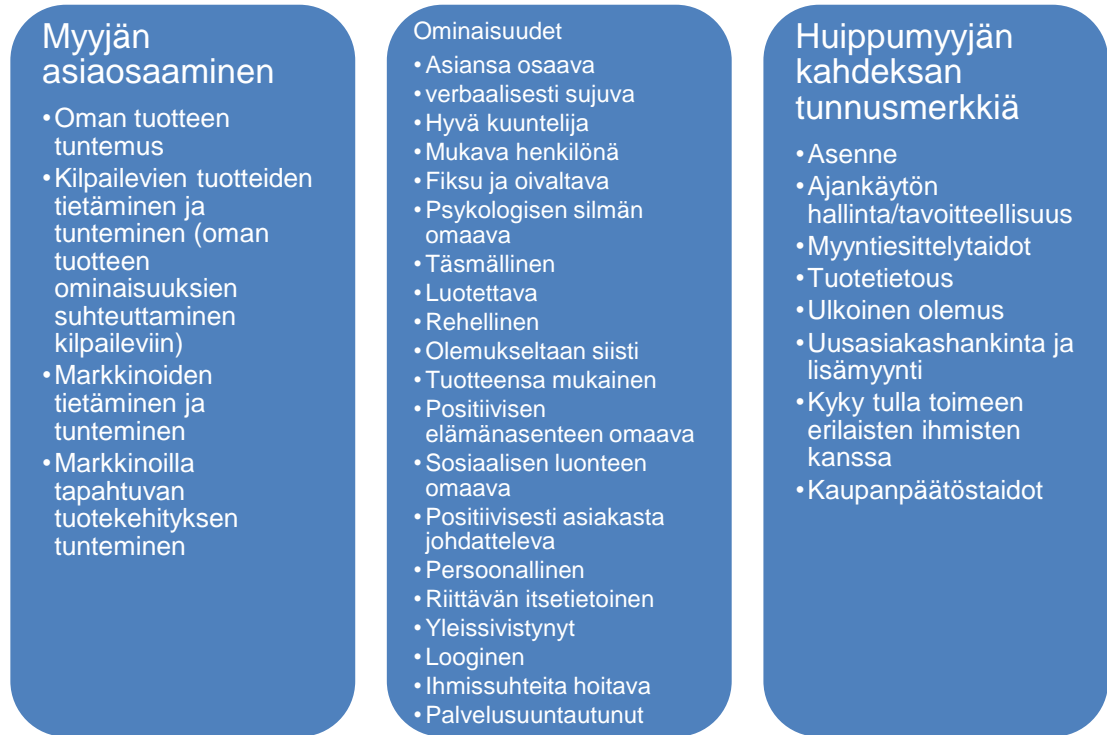 Myyjän
asiaosaaminen
•Oman tuotteen
tuntemus
•Kilpailevien tuotteiden
tietäminen ja
tunteminen (oman
tuotteen
ominaisuuksien
suhteuttaminen
kilpaileviin)
•Markkinoiden
tietäminen ja
tunteminen
•Markkinoilla
tapahtuvan
tuotekehityksen
tunteminen
Ominaisuudet
•Asiansa osaava
•verbaalisesti sujuva
•Hyvä kuuntelija
•Mukava henkilönä
•Fiksu ja oivaltava
•Psykologisen silmän
omaava
•Täsmällinen
•Luotettava
•Rehellinen
•Olemukseltaan siisti
•Tuotteensa mukainen
•Positiivisen
elämänasenteen omaava
•Sosiaalisen luonteen
omaava
•Positiivisesti asiakasta
johdatteleva
•Persoonallinen
•Riittävän itsetietoinen
•Yleissivistynyt
•Looginen
•Ihmissuhteita hoitava
•Palvelusuuntautunut
Huippumyyjän
kahdeksan
tunnusmerkkiä
•Asenne
•Ajankäytön
hallinta/tavoitteellisuus
•Myyntiesittelytaidot
•Tuotetietous
•Ulkoinen olemus
•Uusasiakashankinta ja
lisämyynti
•Kyky tulla toimeen
erilaisten ihmisten
kanssa
•Kaupanpäätöstaidot